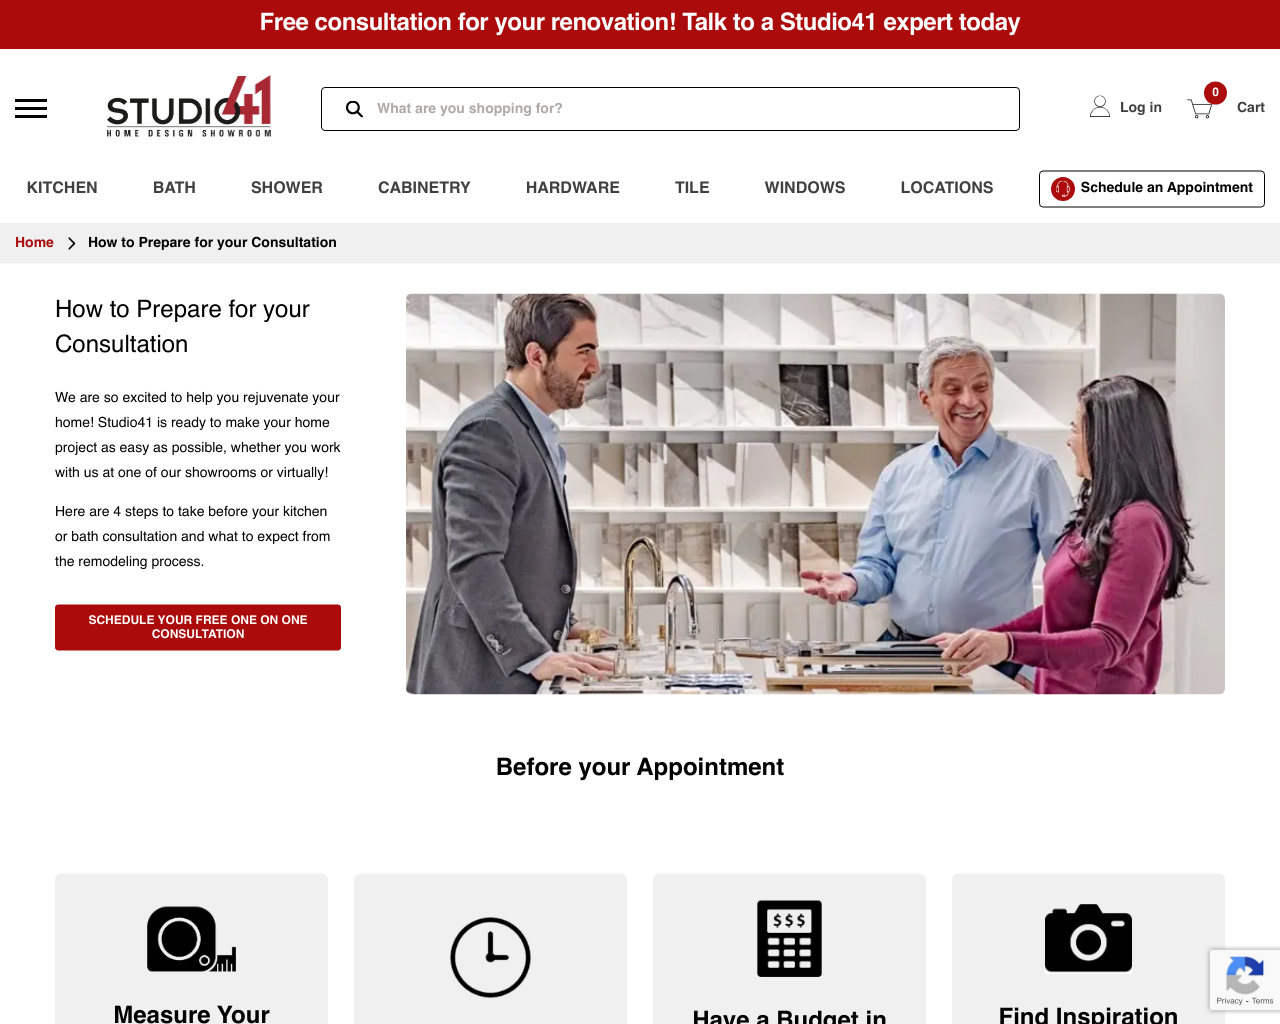 Free consultation for your renovation! Talk to a Studio41 expert today
STUDIO41
HOME DESIGN SHOWROOM
What are you shopping for?
Log in
0
Cart
KITCHEN
BATH
SHOWER
CABINETRY
HARDWARE
TILE
WINDOWS
LOCATIONS
Schedule an Appointment
Home
How to Prepare for your Consultation
How to Prepare for your
Consultation
We are so excited to help you rejuvenate your
home! Studio41 is ready to make your home
project as easy as possible, whether you work
with us at one of our showrooms or virtually!
Here are 4 steps to take before your kitchen
or bath consultation and what to expect from
the remodeling process.
SCHEDULE YOUR FREE ONE ON ONE
CONSULTATION
Before your Appointment
$$$
Measure Your
Have a Budget in
Find Inspiration
Privacy - Terms